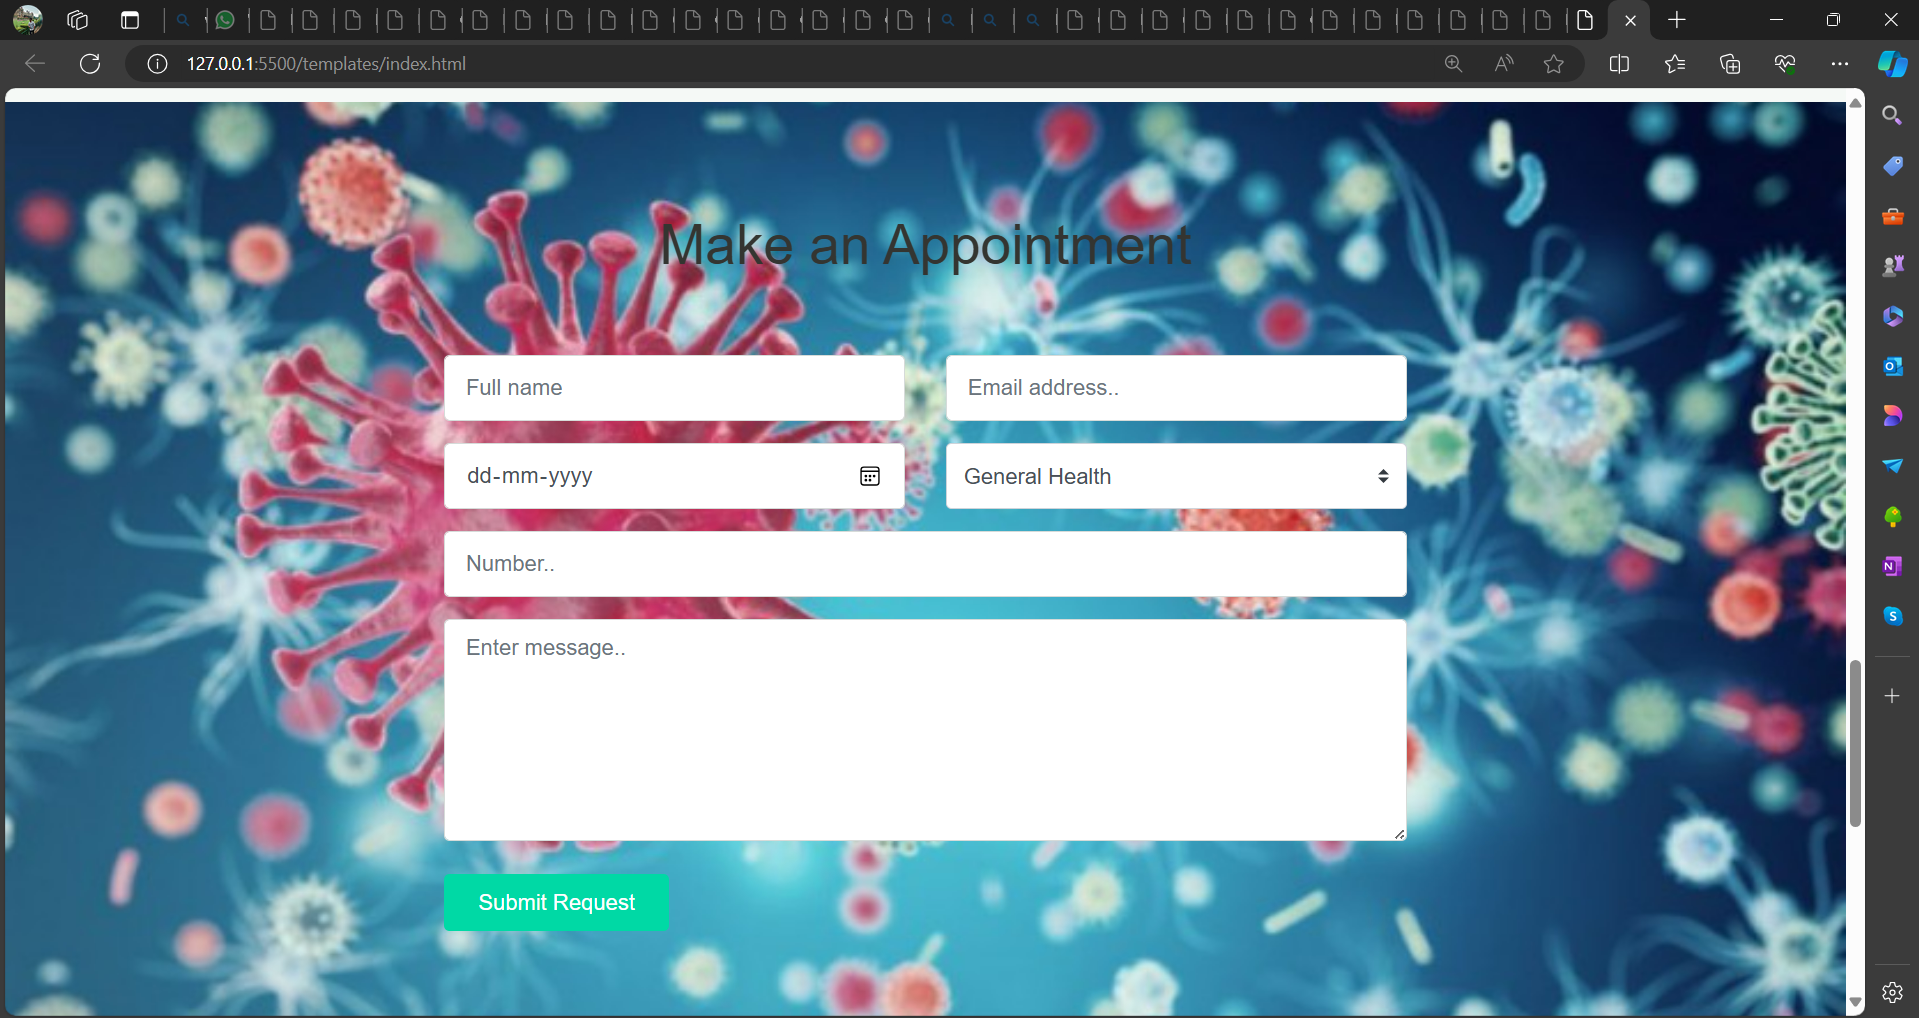 127.0.0.1:5500/templates/index.html
Make an Appointment
Full name
Email address..
dd-mm-yyyy
General Health
Number..
Enter message..
Submit Request